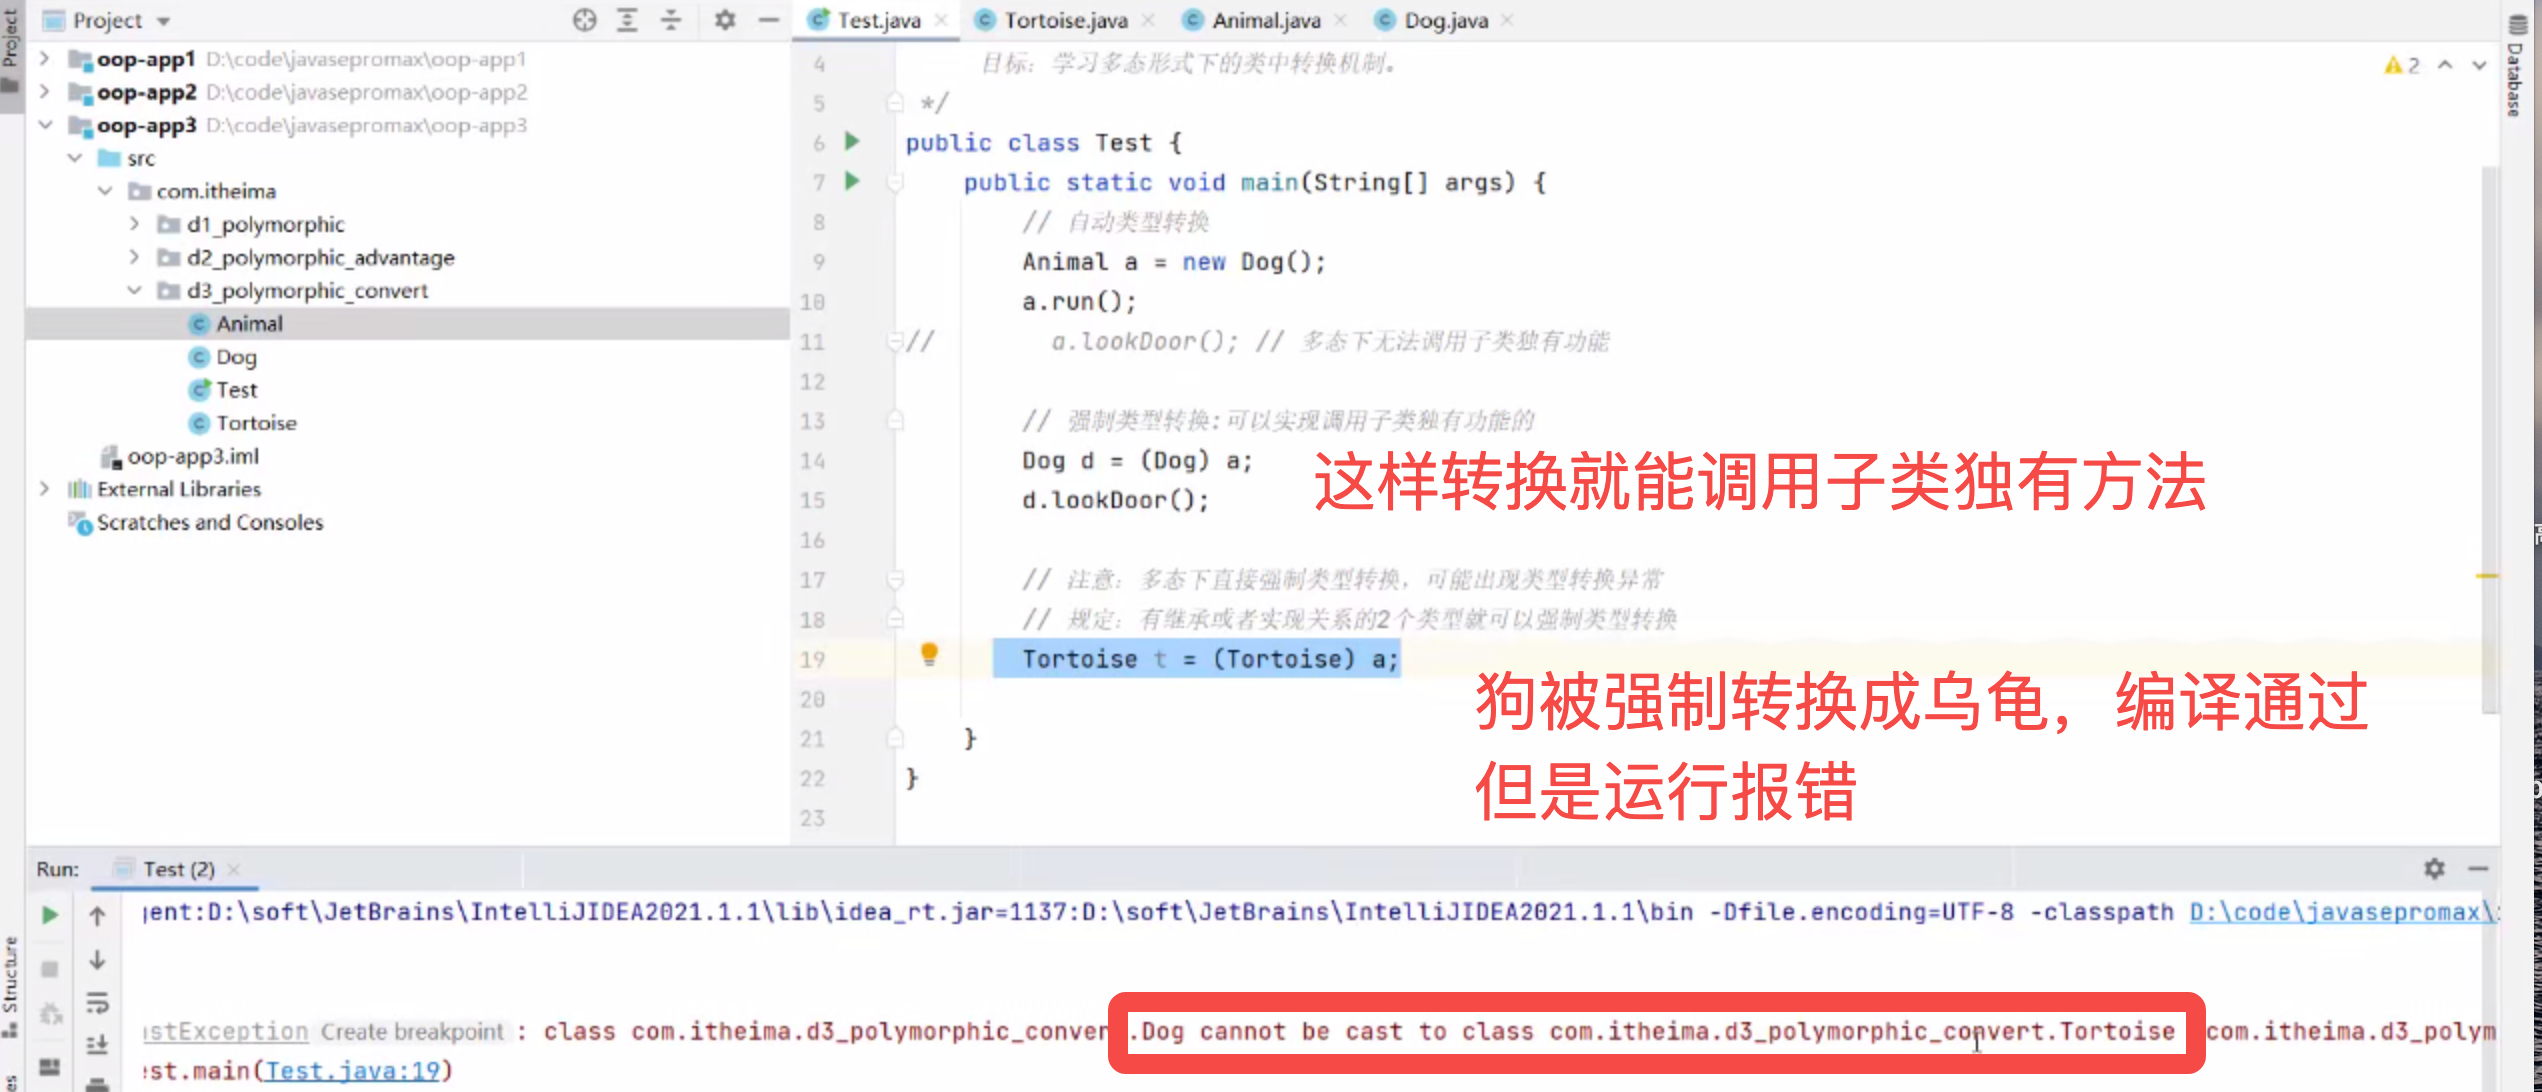 Project
Project
oop-app1 D:\code\javasepromax\oop-app1
oop-app2 D:\code\javasepromax\oop-app2
oop-app3 D:\code\javasepromax\oop-app3
src
com.itheima
d1_polymorphic
d2_polymorphic_advantage
d3_polymorphic_convert
Animal
Dog
Test
Tortoise
oop-app3.iml
External Libraries
Scratches and Consoles
Test.java
Tortoise.java
Animal.java
Dog.java
Database
2
4 目标：学习多态形式下的类中转换机制。
5 */
6 public class Test {
7 public static void main(String[] args) {
8 // 自动类型转换
9 Animal a = new Dog();
10 a.run();
11 // a.lookDoor(); // 多态下无法调用子类独有功能
12
13 // 强制类型转换:可以实现调用子类独有功能的
14 Dog d = (Dog) a;
15 d.lookDoor();
这样转换就能调用子类独有方法
16
17 // 注意：多态下直接强制类型转换，可能出现类型转换异常
18 // 规定：有继承或者实现关系的2个类型就可以强制类型转换
19 Tortoise t = (Tortoise) a;
20
狗被强制转换成乌龟，编译通过
但是运行报错
21 }
22 }
23
Run: Test (2)
gent:D:\soft\JetBrains\IntelliJIDEA2021.1.1\lib\idea_rt.jar=1137:D:\soft\JetBrains\IntelliJIDEA2021.1.1\bin -Dfile.encoding=UTF-8 -classpath D:\code\javasepromax\
Structure
astException Create breakpoint : class com.itheima.d3_polymorphic_conver .Dog cannot be cast to class com.itheima.d3_polymorphic_convert.Tortoise com.itheima.d3_polym
est.main(Test.java:19)